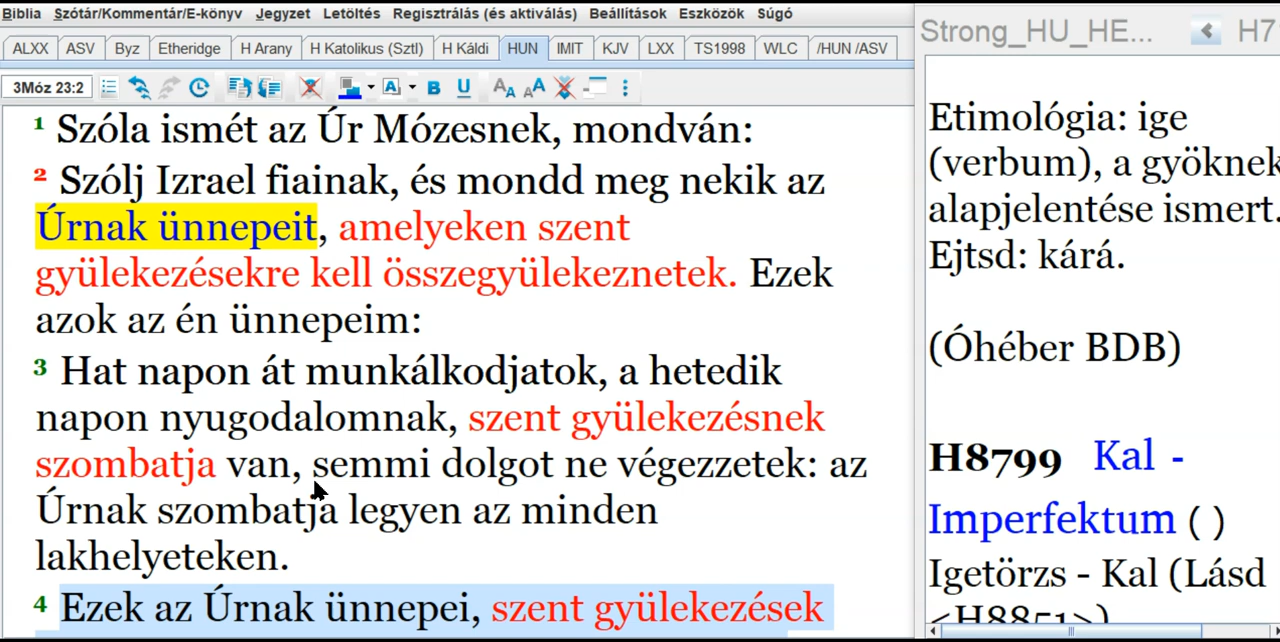 Biblia Szótár/Kommentár/E-könyv Jegyzet Letöltés Regisztrálás (és aktiválás) Beállítások Eszközök Súgó
ALXX ASV Byz Etheridge H Arany H Katolikus (Sztl) H Káldi HUN IMIT KJV LXX TS1998 WLC /HUN /ASV
3Móz 23:2
1 Szóla ismét az Úr Mózesnek, mondván:
2 Szólj Izrael fiainak, és mondd meg nekik az
Úrnak ünnepeit, amelyeken szent
gyülekezésekre kell összegyülekeznetek. Ezek
azok az én ünnepeim:
3 Hat napon át munkálkodjatok, a hetedik
napon nyugodalomnak, szent gyülekezésnek
szombatja van, semmi dolgot ne végezzetek: az
Úrnak szombatja legyen az minden
lakhelyeteken.
4 Ezek az Úrnak ünnepei, szent gyülekezések
Strong_HU_HE...
Etimológia: ige
(verbum), a gyöknek
alapjelentése ismert.
Ejtsd: kárá.
(Óhéber BDB)
H8799 Kal -
Imperfektum ( )
Igetörzs - Kal (Lásd
<H8851>)